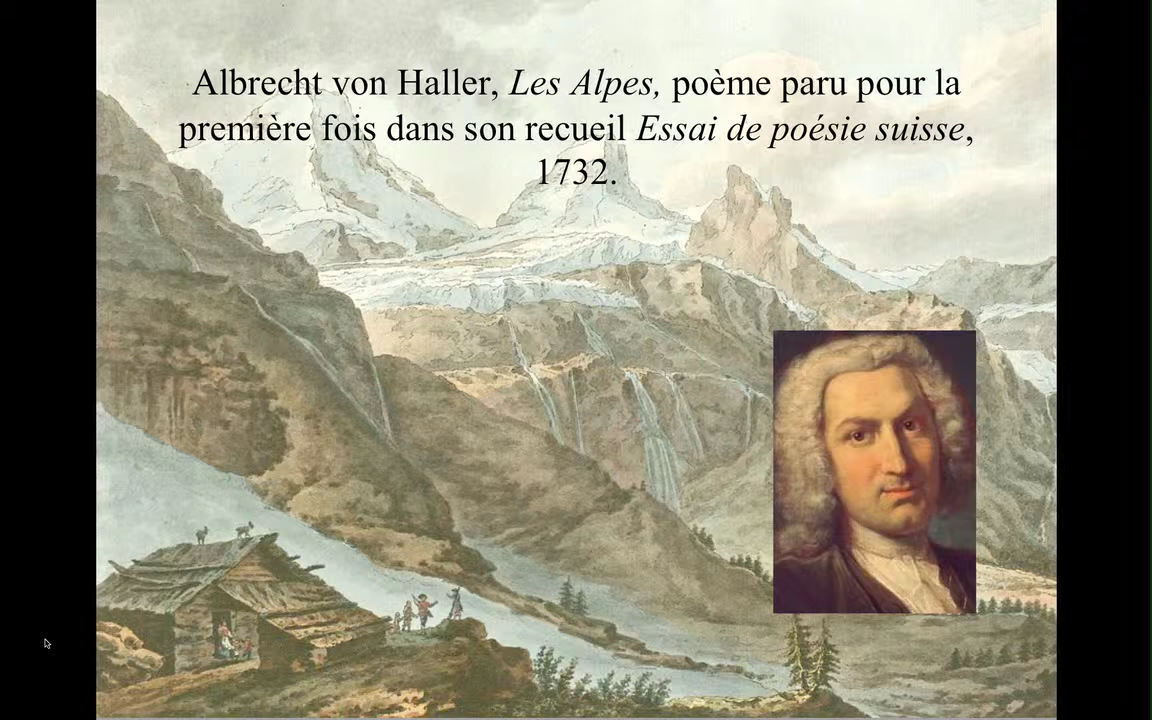 Albrecht von Haller, Les Alpes, poème paru pour la
première fois dans son recueil Essai de poésie suisse,
1732.